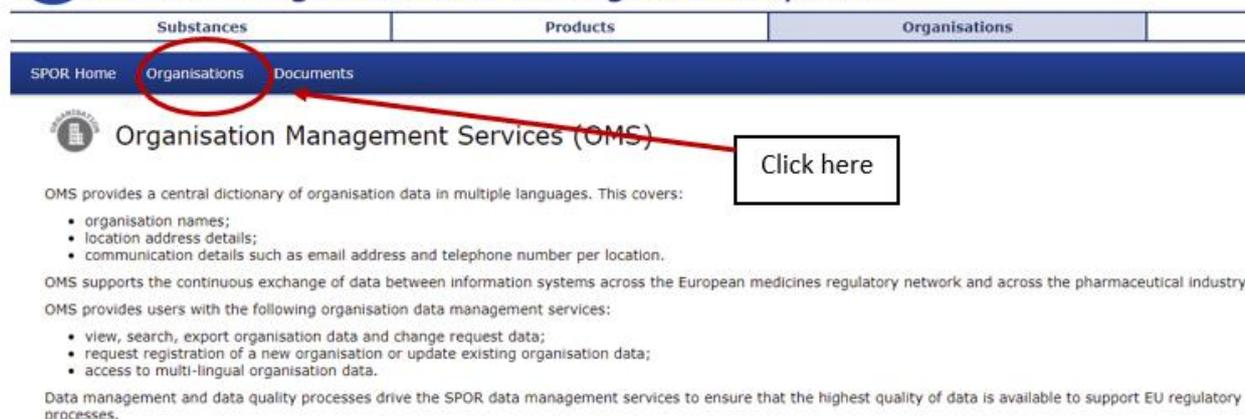 Substances Products Organisations
SPOR Home Organisations Documents
ORGANISATION
Organisation Management Services (OMS)
Click here
OMS provides a central dictionary of organisation data in multiple languages. This covers:
• organisation names;
• location address details;
• communication details such as email address and telephone number per location.
OMS supports the continuous exchange of data between information systems across the European medicines regulatory network and across the pharmaceutical industry
OMS provides users with the following organisation data management services:
• view, search, export organisation data and change request data;
• request registration of a new organisation or update existing organisation data;
• access to multi-lingual organisation data.
Data management and data quality processes drive the SPOR data management services to ensure that the highest quality of data is available to support EU regulatory
processes.